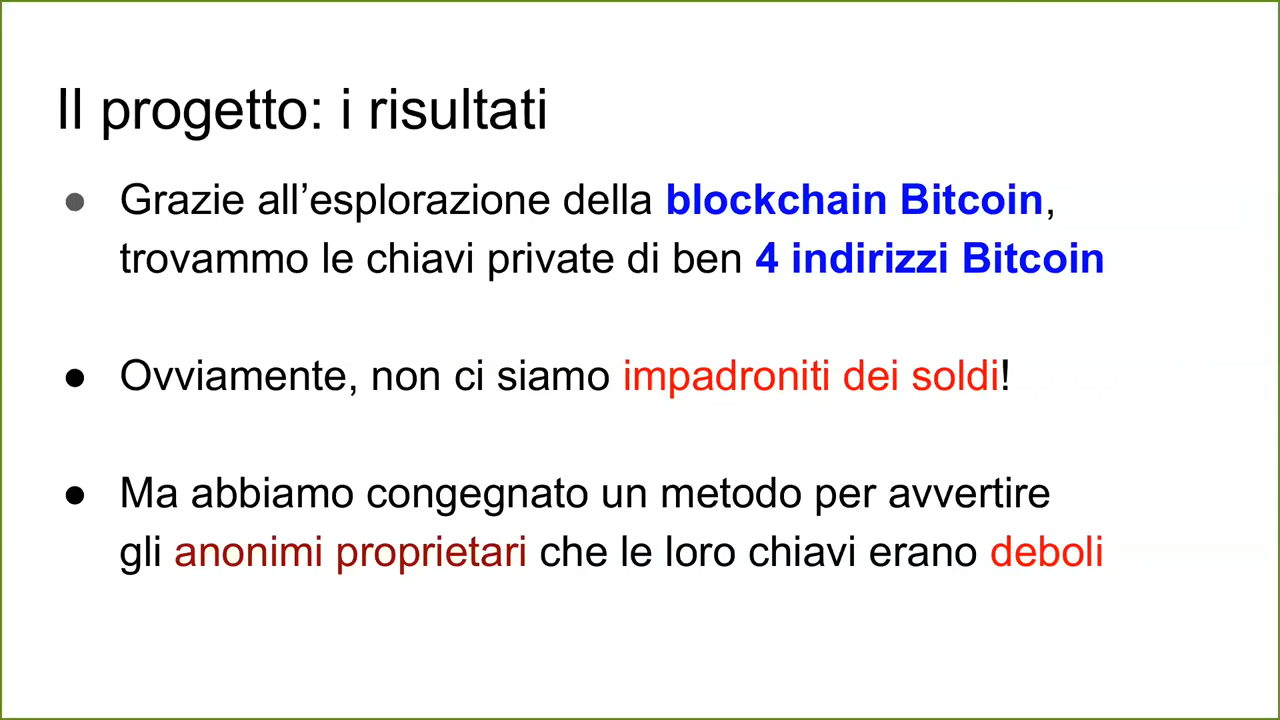 Il progetto: i risultati
● Grazie all’esplorazione della blockchain Bitcoin,
trovammo le chiavi private di ben 4 indirizzi Bitcoin
● Ovviamente, non ci siamo impadroniti dei soldi!
● Ma abbiamo congegnato un metodo per avvertire
gli anonimi proprietari che le loro chiavi erano deboli